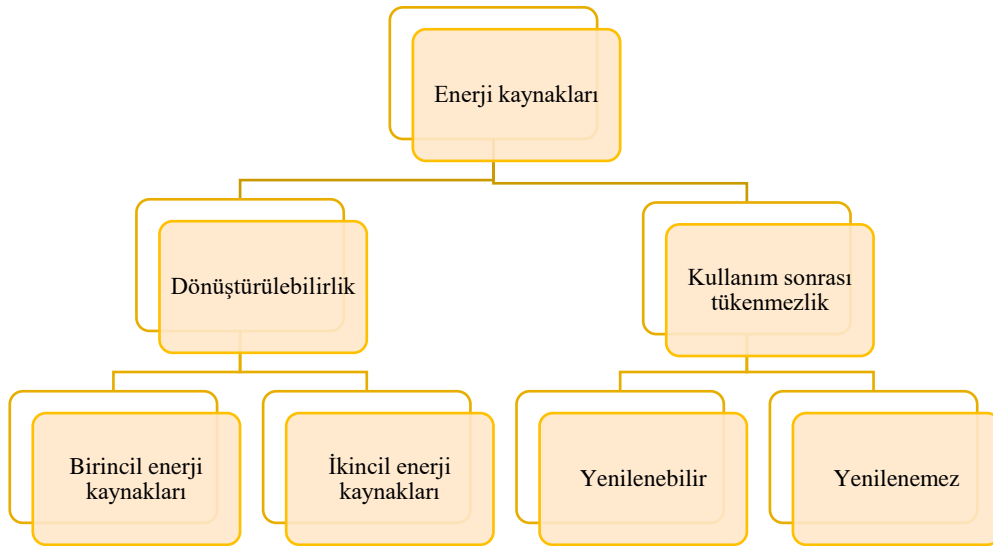 Enerji kaynakları
Dönüştürülebilirlik
Kullanım sonrası
tükenmezlik
Birincil enerji
kaynakları
İkincil enerji
kaynakları
Yenilenebilir
Yenilenemez